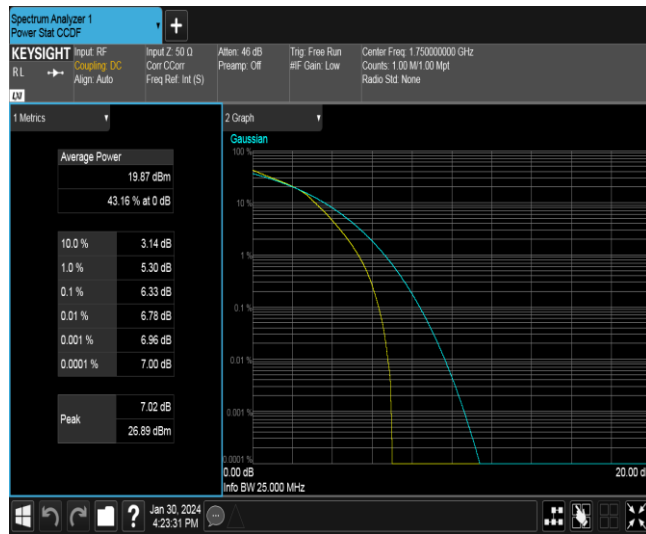 Spectrum Analyzer 1
Power Stat CCDF
+
KEYSIGHT
RL
LXI
Input: RF
Coupling: DC
Align: Auto
Input Z: 50 Ω
Corr CCorr
Freq Ref: Int (S)
Atten: 46 dB
Preamp: Off
Trig: Free Run
#IF Gain: Low
Center Freq: 1.750000000 GHz
Counts: 1.00 M/1.00 Mpt
Radio Std: None
1 Metrics
Average Power
19.87 dBm
43.16 % at 0 dB
10.0 % 3.14 dB
1.0 % 5.30 dB
0.1 % 6.33 dB
0.01 % 6.78 dB
0.001 % 6.96 dB
0.0001 % 7.00 dB
Peak
7.02 dB
26.89 dBm
2 Graph
Gaussian
100 %
10 %
1 %
0.1 %
0.01 %
0.001 %
0.0001 %
0.00 dB
20.00 d
Info BW 25.000 MHz
?
Jan 30, 2024
4:23:31 PM